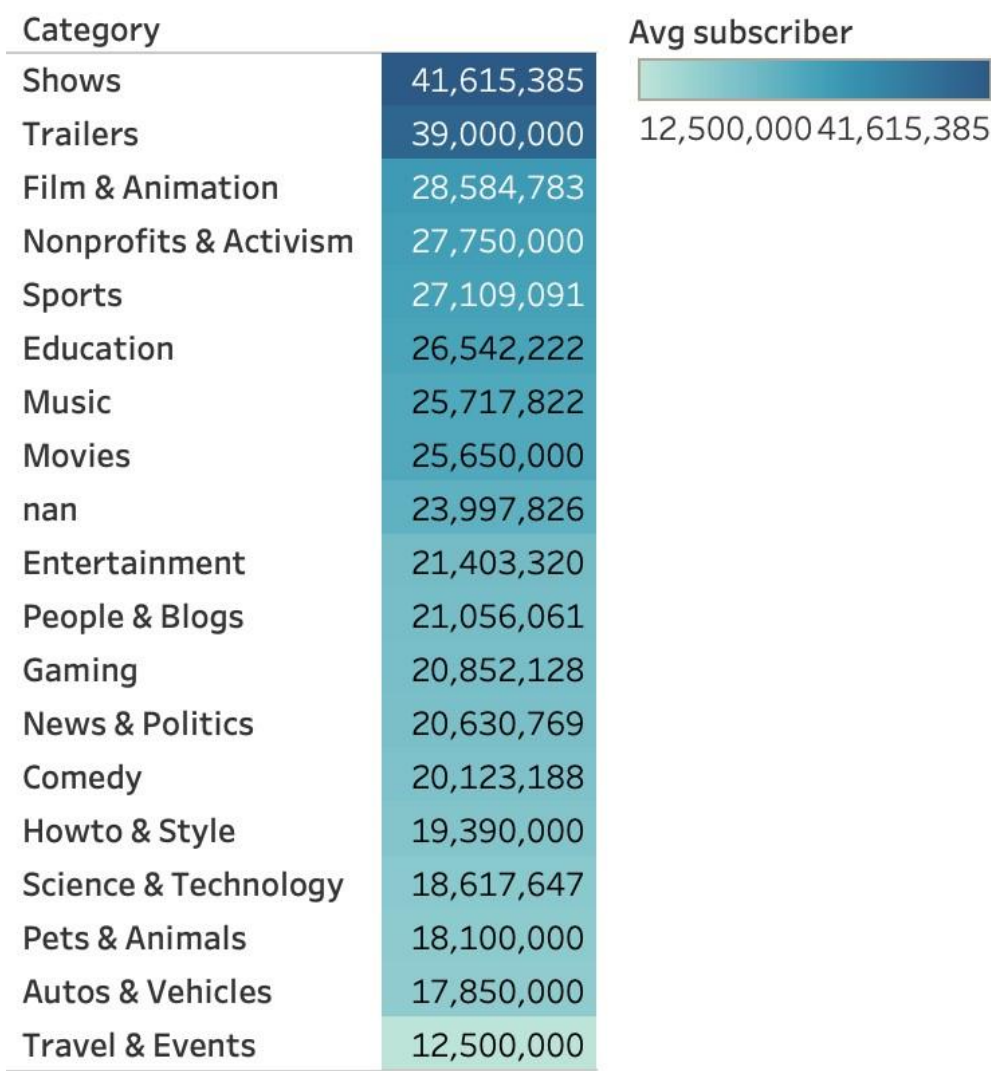 Category
Shows 41,615,385
Trailers 39,000,000
Film & Animation 28,584,783
Nonprofits & Activism 27,750,000
Sports 27,109,091
Education 26,542,222
Music 25,717,822
Movies 25,650,000
nan 23,997,826
Entertainment 21,403,320
People & Blogs 21,056,061
Gaming 20,852,128
News & Politics 20,630,769
Comedy 20,123,188
Howto & Style 19,390,000
Science & Technology 18,617,647
Pets & Animals 18,100,000
Autos & Vehicles 17,850,000
Travel & Events 12,500,000
Avg subscriber
12,500,000 41,615,385